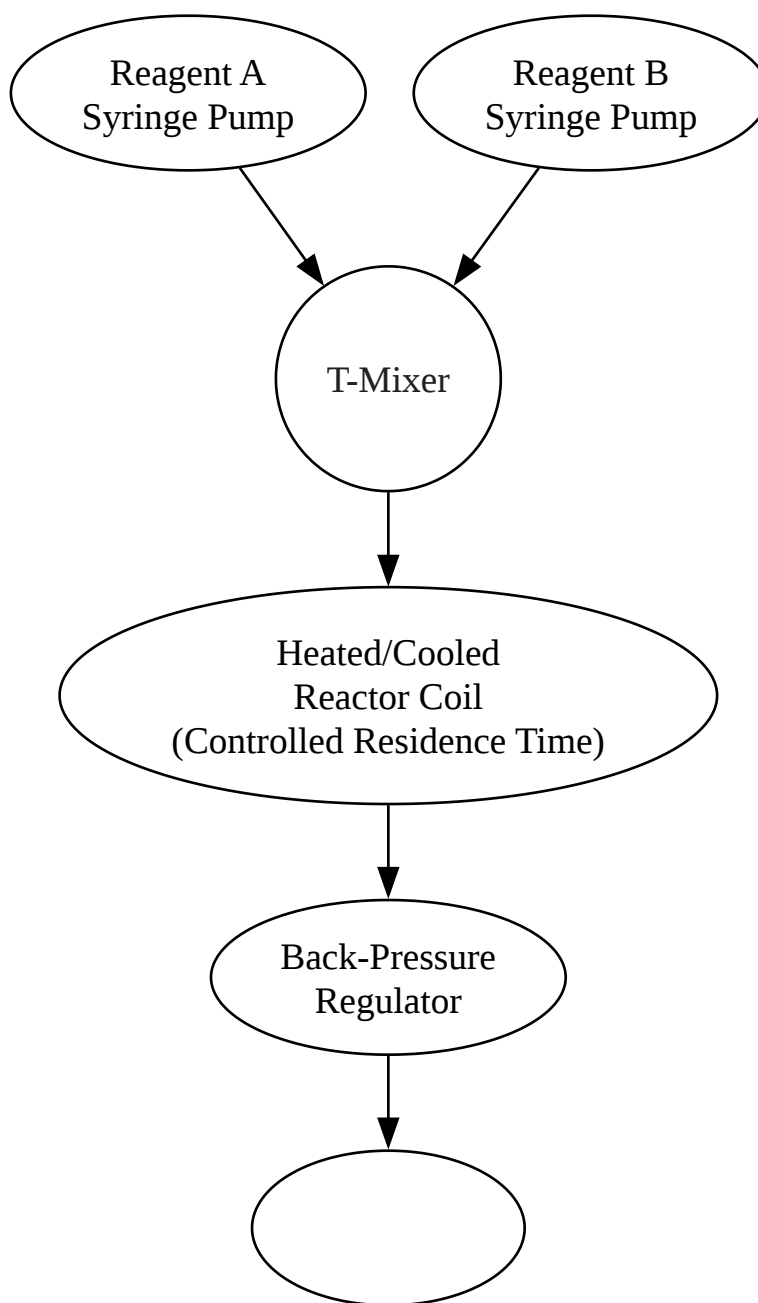 Reagent A
Syringe Pump
Reagent B
Syringe Pump
T-Mixer
Heated/Cooled
Reactor Coil
(Controlled Residence Time)
Back-Pressure
Regulator